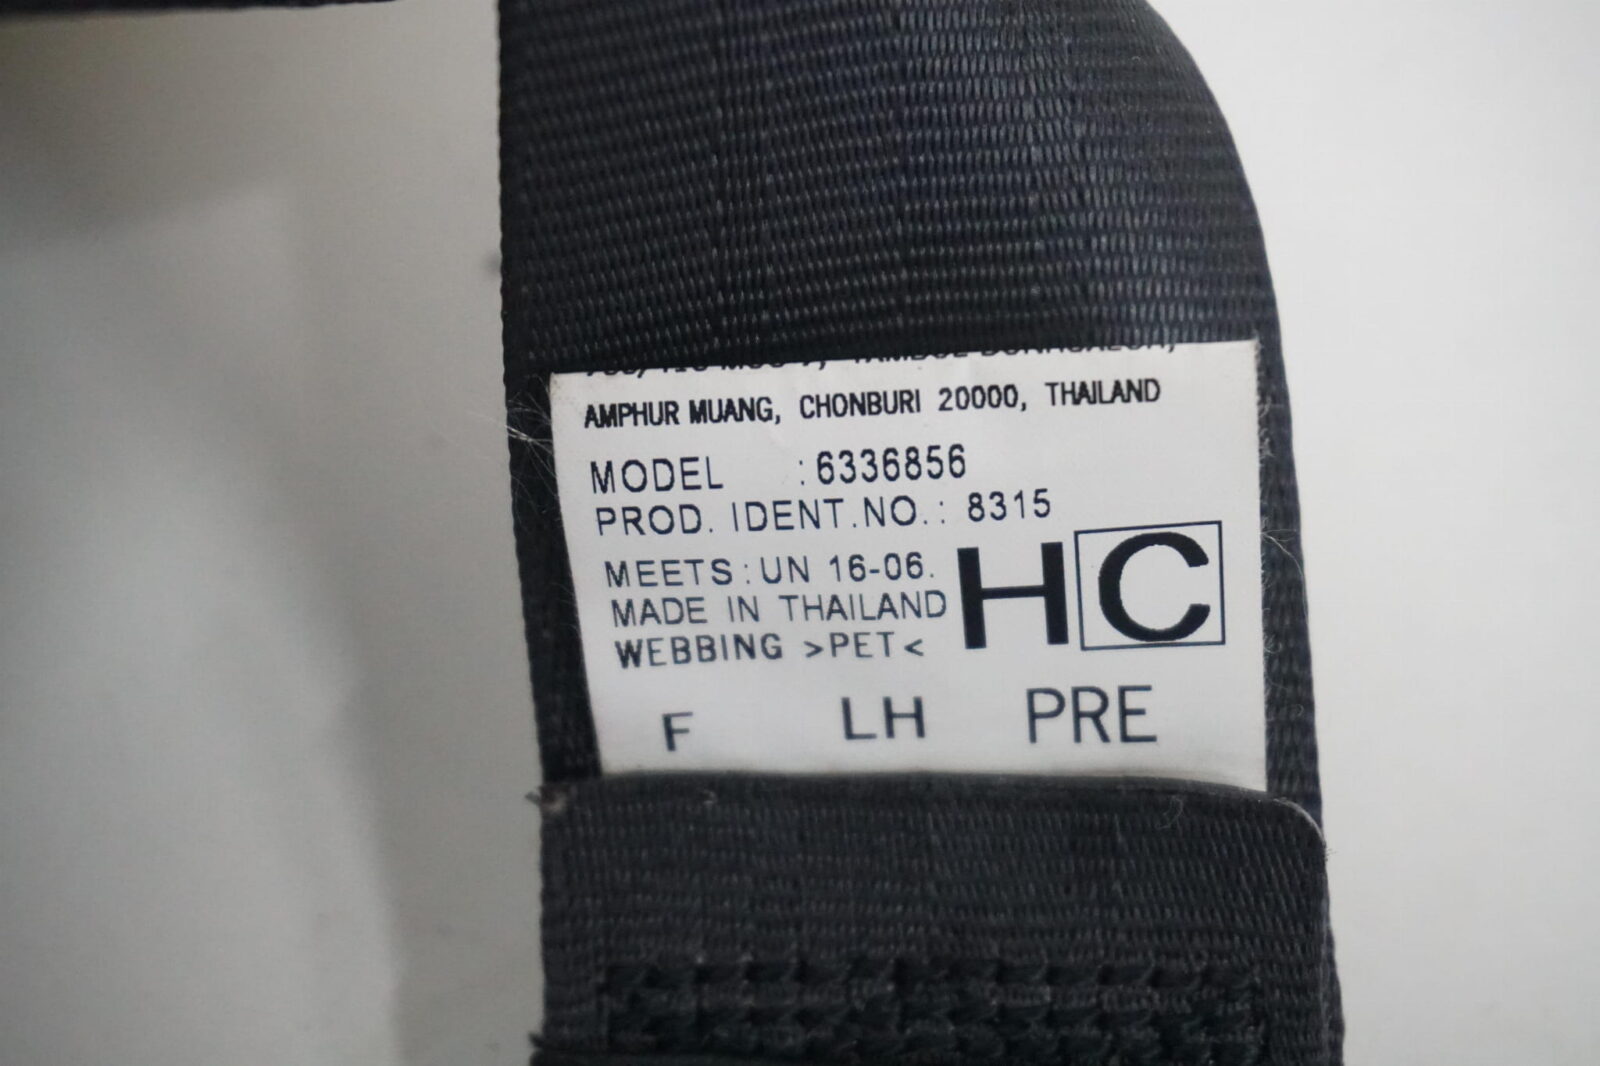 AMPHUR MUANG, CHONBURI 20000, THAILAND
MODEL :6336856
PROD. IDENT.NO.: 8315
MEETS:UN 16-06.
MADE IN THAILAND
WEBBING >PET<
HC
F LH PRE